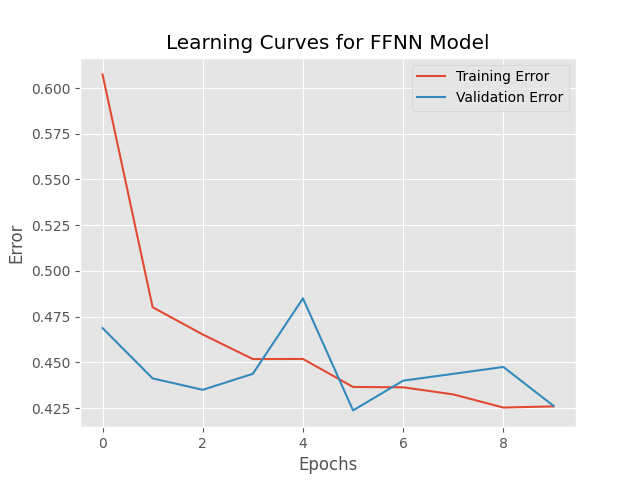 Learning Curves for FFNN Model
Training Error
Validation Error
0.600
0.575
0.550
0.525
0.500
0.475
0.450
0.425
Error
0 2 4 6 8
Epochs